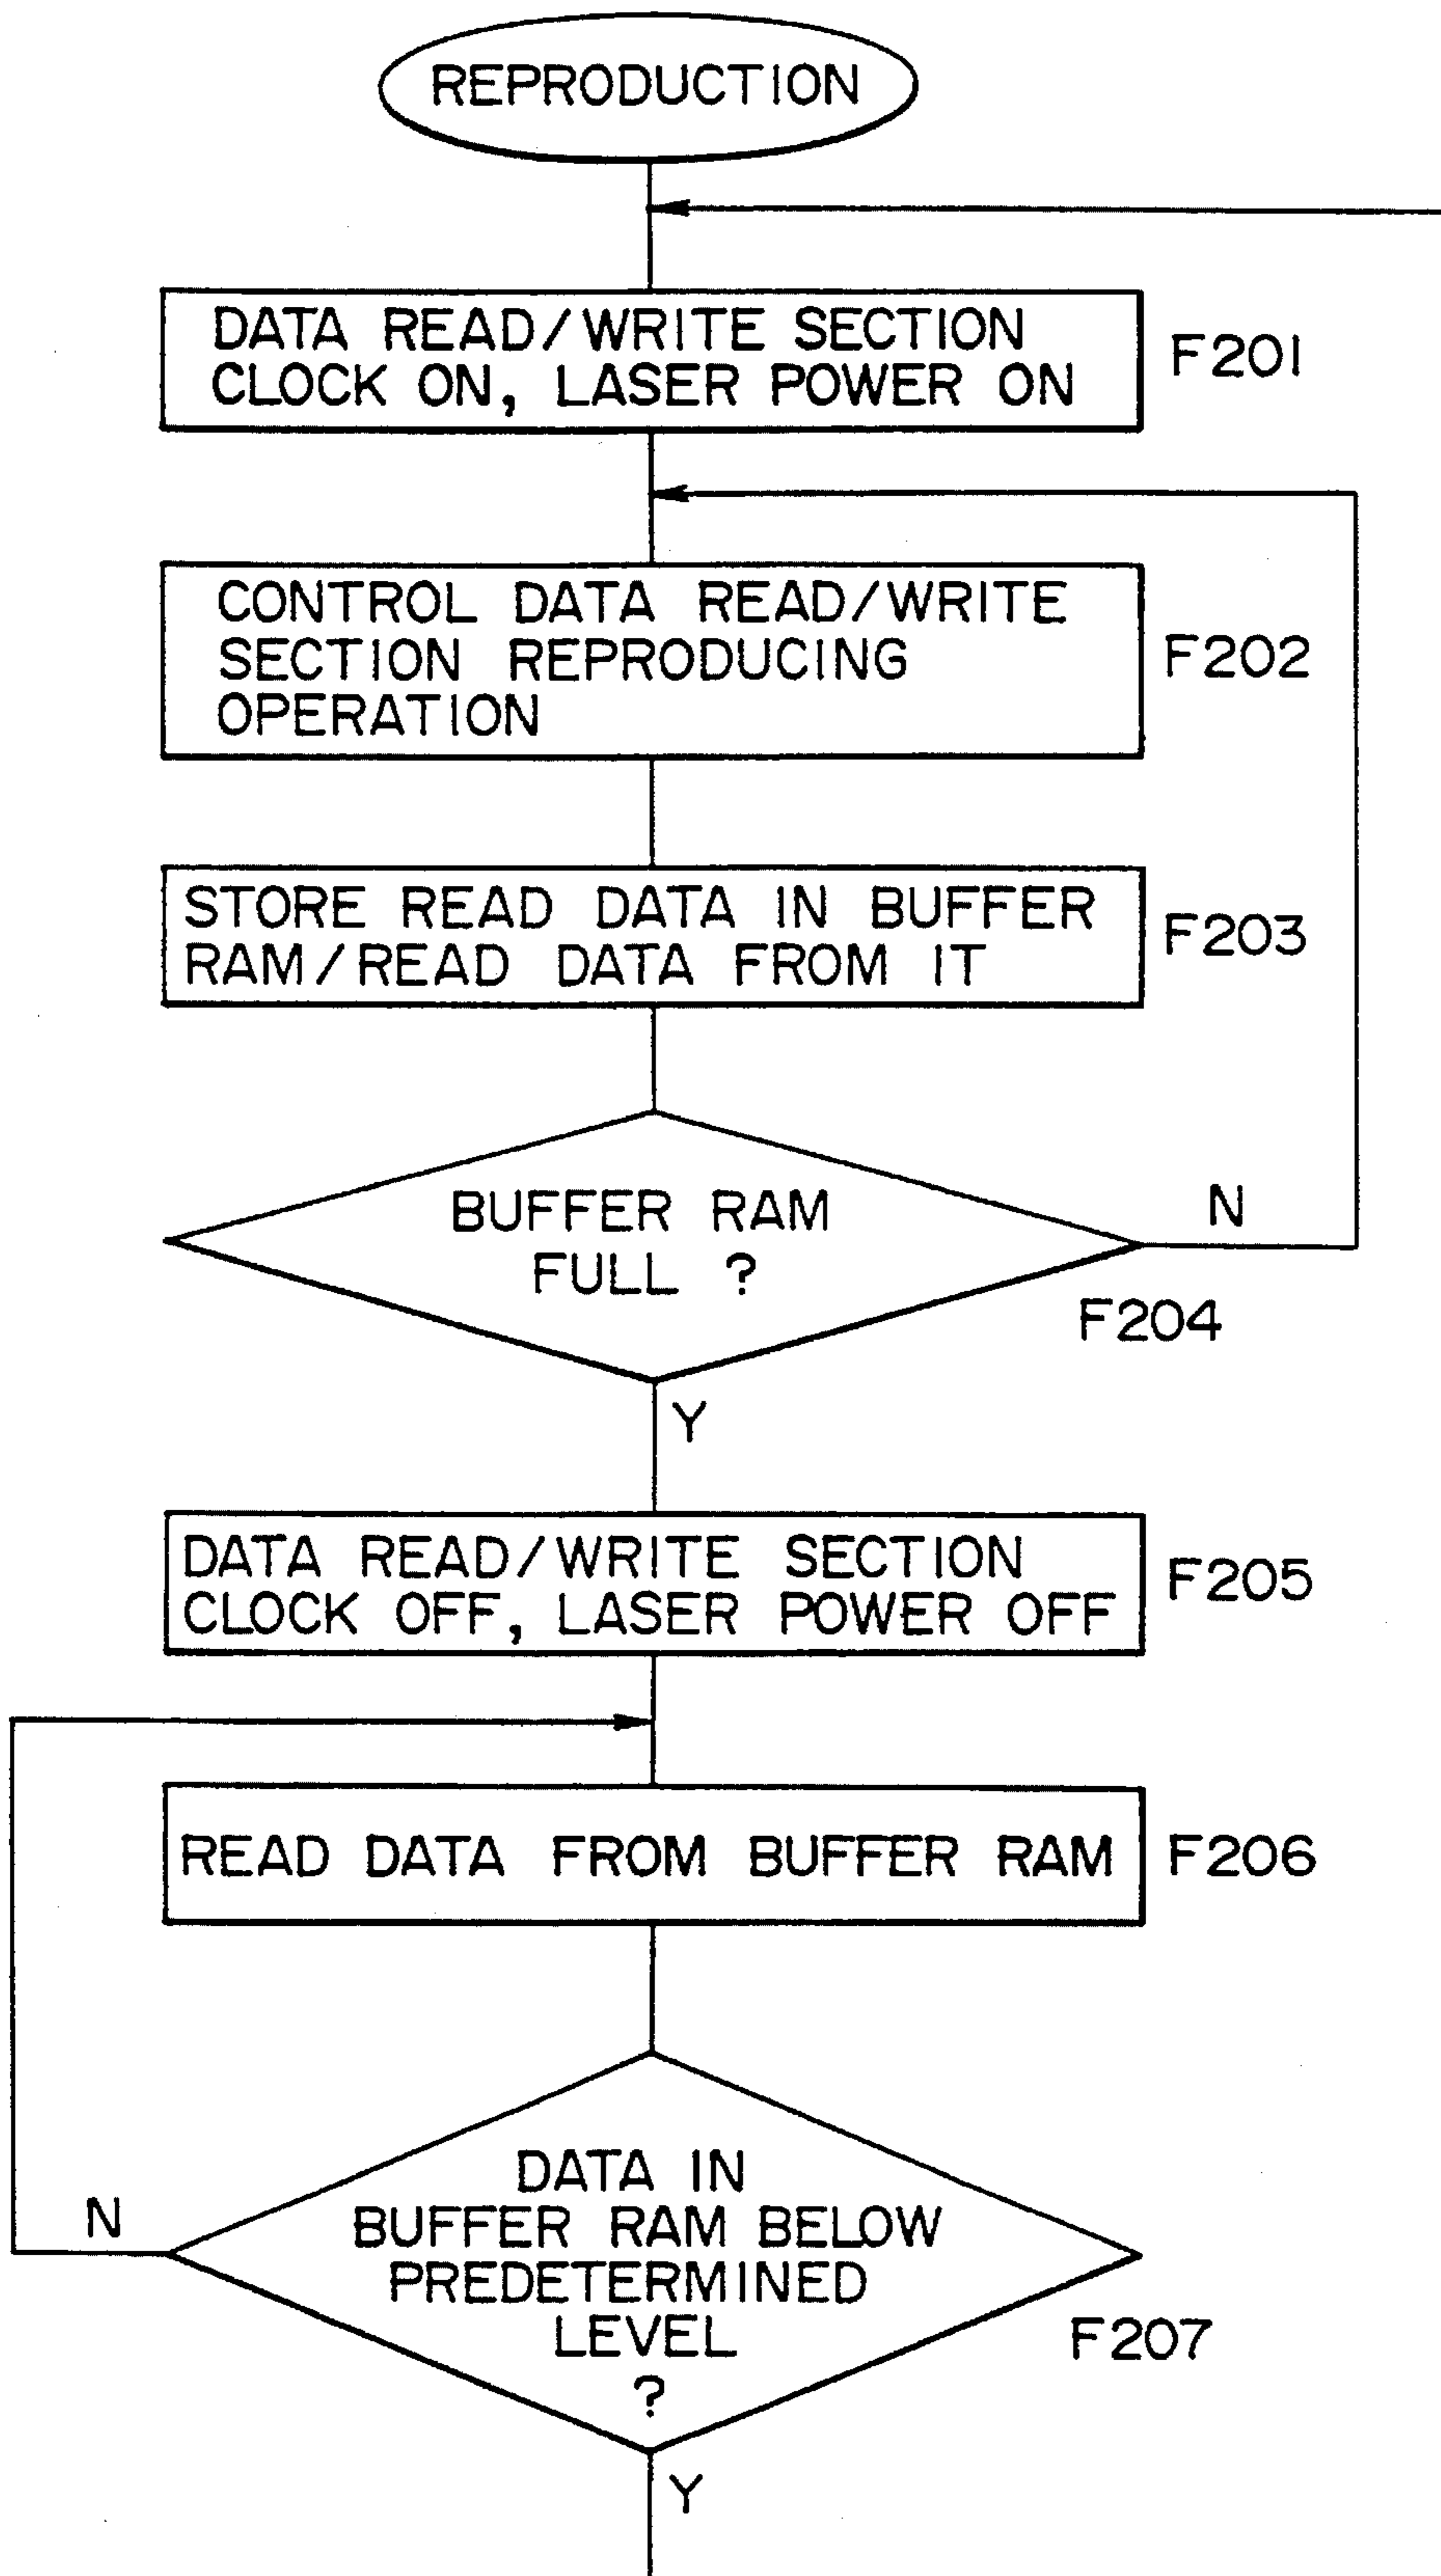 REPRODUCTION
DATA READ/WRITE SECTION
CLOCK ON, LASER POWER ON
F201
CONTROL DATA READ/WRITE
SECTION REPRODUCING
OPERATION
F202
STORE READ DATA IN BUFFER
RAM/READ DATA FROM IT
F203
BUFFER RAM
FULL ?
N
F204
Y
DATA READ/WRITE SECTION
CLOCK OFF, LASER POWER OFF
F205
READ DATA FROM BUFFER RAM
F206
DATA IN
BUFFER RAM BELOW
PREDETERMINED
LEVEL
?
N
F207
Y